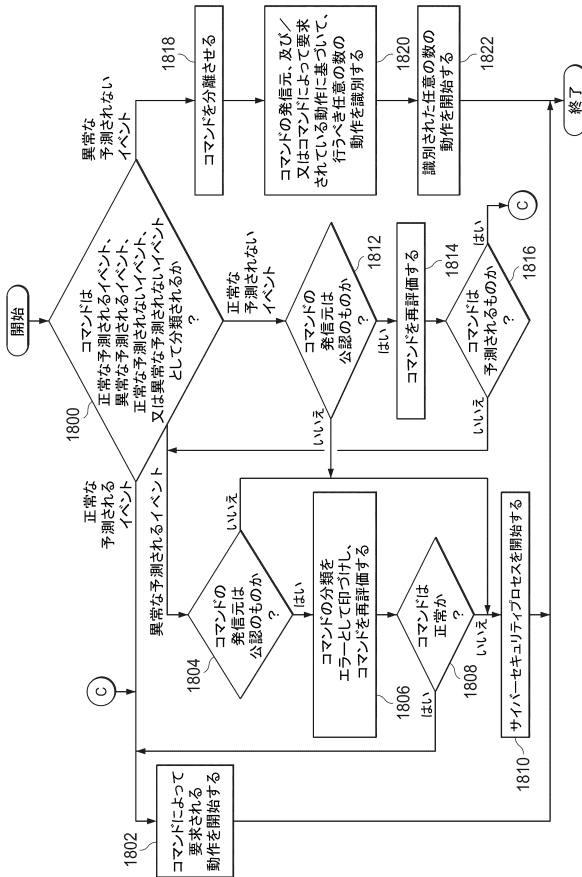 開始
コマンドは
正常な予測されるイベント、
異常な予測されるイベント、
正常な予測されないイベント、
又は異常な予測されないイベント
として分類されるか
?
1800
正常な
予測される
イベント
異常な予測されるイベント
正常な
予測されない
イベント
異常な
予測されない
イベント
C
1802
コマンドによって
要求される
動作を開始する
1804
コマンドの
発信元は
公認のものか
?
いいえ
はい
コマンドの分類を
エラーとして印づけし、
コマンドを再評価する
1806
コマンドは
正常か
?
1808
はい
いいえ
サイバーセキュリティプロセスを開始する
1810
コマンドの
発信元は
公認のものか
?
1812
いいえ
はい
コマンドを再評価する
1814
コマンドは
予測されるものか
?
1816
いいえ
はい
C
コマンドを分離させる
1818
コマンドの発信元、及び/
又はコマンドによって要求
されている動作に基づいて、
行うべき任意の数の
動作を識別する
1820
識別された任意の数の
動作を開始する
1822
終了